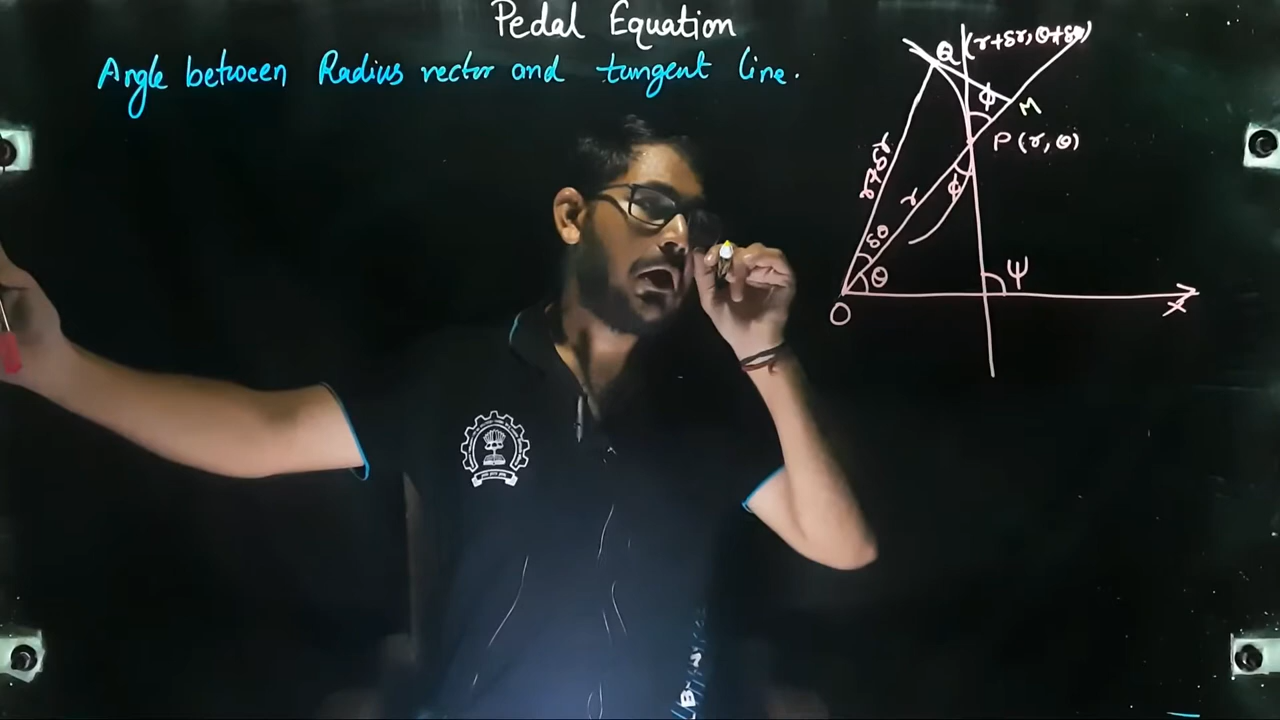 Pedal Equation
Angle between Radius vector and tangent line.
Q (r+δr, θ+δθ)
ϕ
M
P (r, θ)
r+δr
r
ϕ
δθ
θ
ψ
O
X